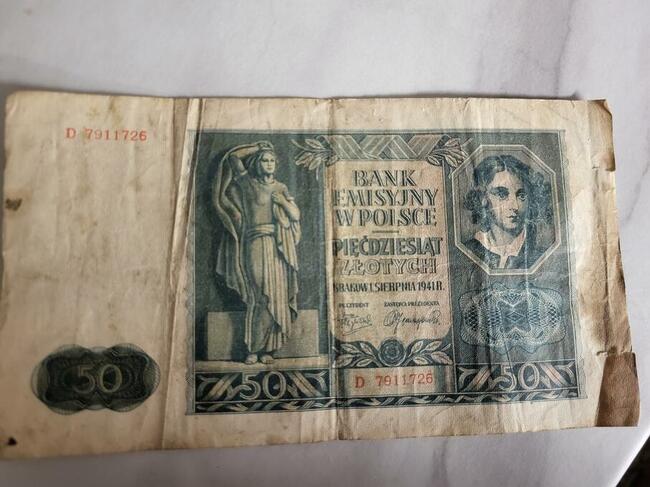 D 7911726
BANK
EMISYJNY
W POLSCE
PIĘĆDZIESIĄT
ZŁOTYCH
KRAKÓW 1. SIERPNIA 1941 R.
PREZYDENT ZASTĘPCA PREZYDENTA
50
50
D 7911726
50